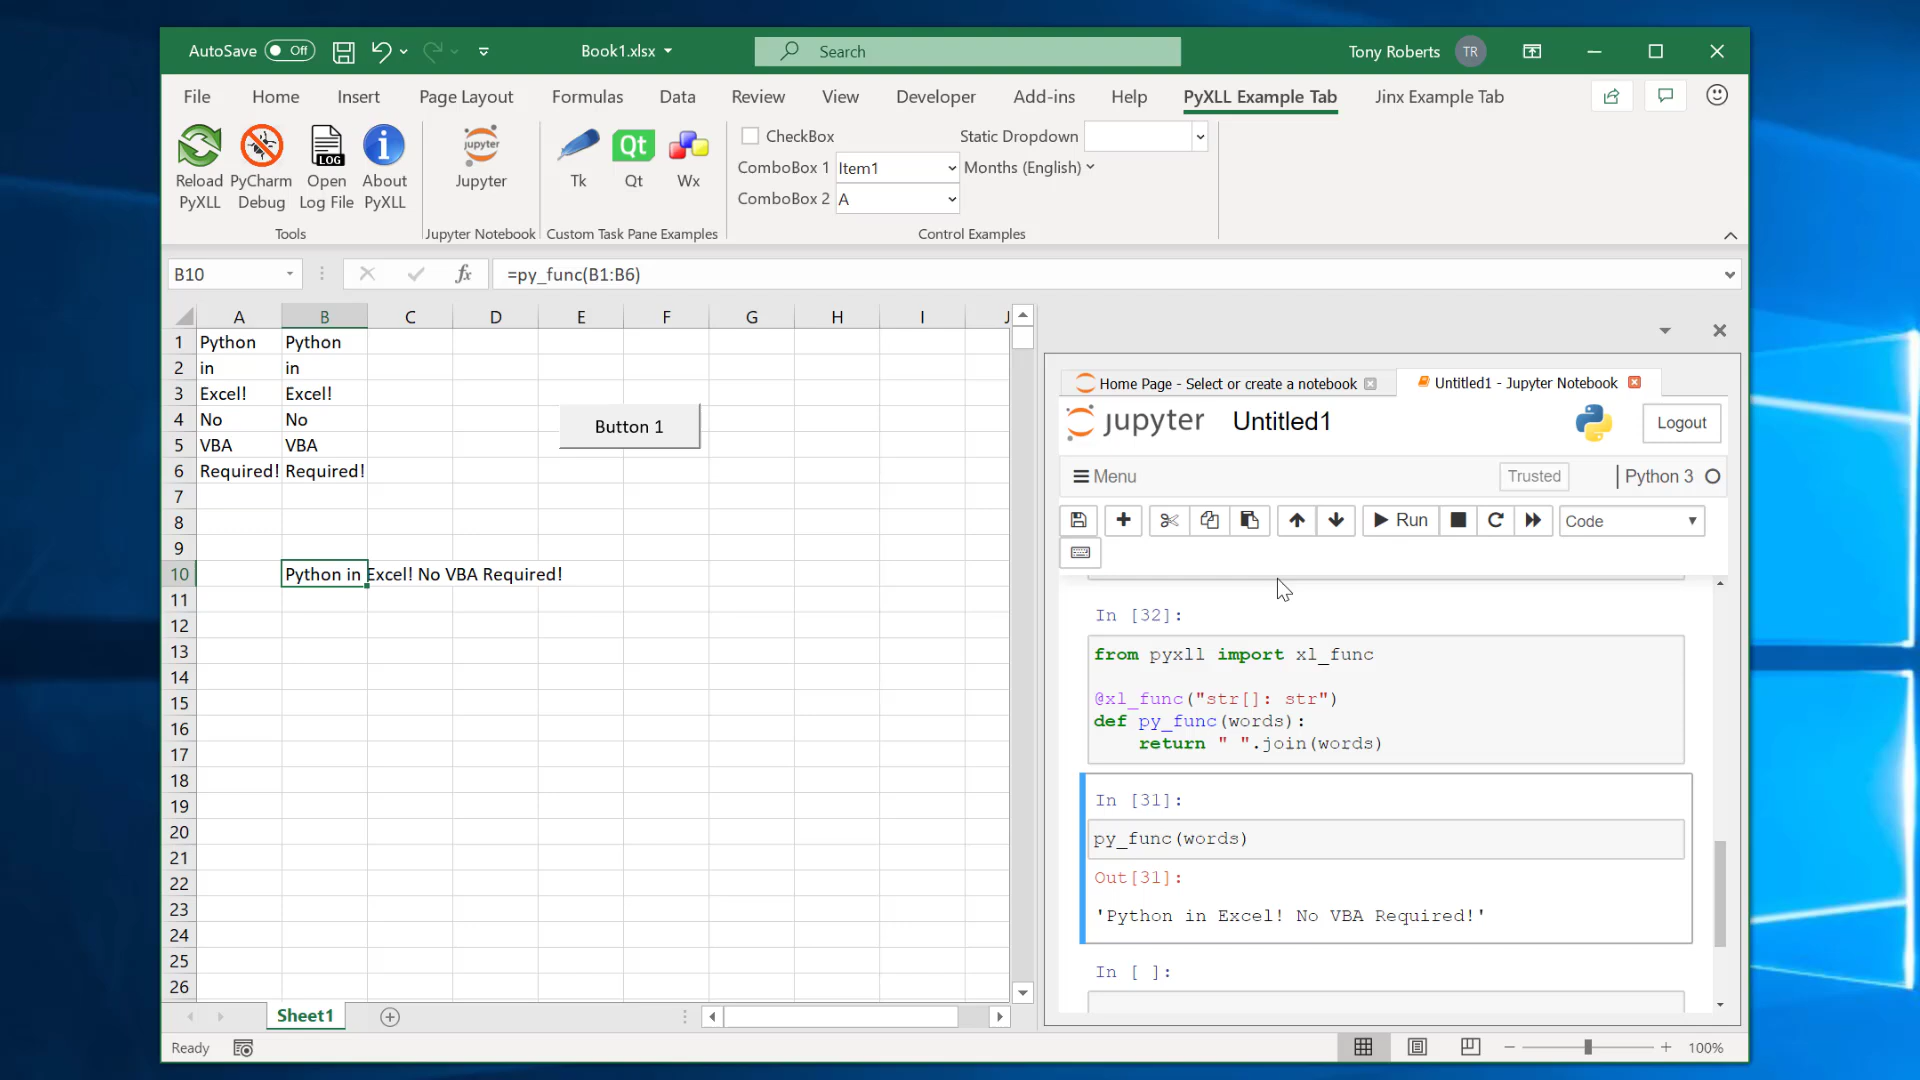 AutoSave Off Book1.xlsx Search Tony Roberts TR
File Home Insert Page Layout Formulas Data Review View Developer Add-ins Help PyXLL Example Tab Jinx Example Tab
Reload PyXLL
PyCharm Debug
LOG
Open Log File
About PyXLL
Tools
jupyter
Jupyter
Jupyter Notebook
Tk
Qt
Qt
Wx
Custom Task Pane Examples
CheckBox
ComboBox 1 Item1
ComboBox 2 A
Static Dropdown
Months (English)
Control Examples
B10 fx =py_func(B1:B6)
A B C D E F G H I J
1 Python Python
2 in in
3 Excel! Excel!
4 No No
5 VBA VBA
6 Required! Required!
7
8
9
10 Python in Excel! No VBA Required!
11
12
13
14
15
16
17
18
19
20
21
22
23
24
25
26
Button 1
Sheet1
Ready
100%
Home Page - Select or create a notebook
Untitled1 - Jupyter Notebook
jupyter Untitled1
Logout
Menu Trusted Python 3
Run Code
In [32]:
from pyxll import xl_func
@xl_func("str[]: str")
def py_func(words):
return " ".join(words)
In [31]:
py_func(words)
Out[31]:
'Python in Excel! No VBA Required!'
In [ ]: